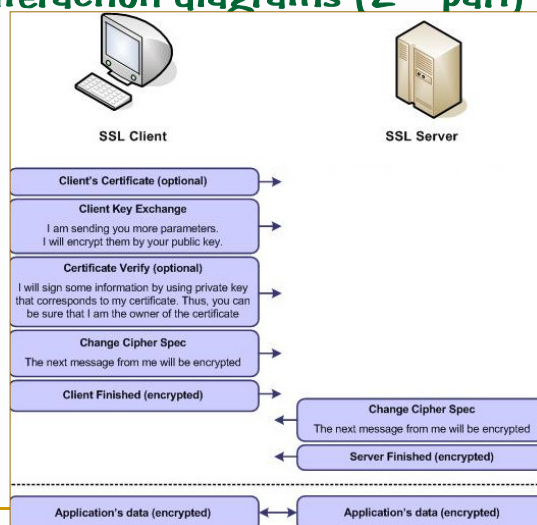 diagrams (2 part)
SSL Client
SSL Server
Client's Certificate (optional)
Client Key Exchange
I am sending you more parameters.
I will encrypt them by your public key.
Certificate Verify (optional)
I will sign some information by using private key
that corresponds to my certificate. Thus, you can
be sure that I am the owner of the certificate
Change Cipher Spec
The next message from me will be encrypted
Client Finished (encrypted)
Change Cipher Spec
The next message from me will be encrypted
Server Finished (encrypted)
Application's data (encrypted)
Application's data (encrypted)